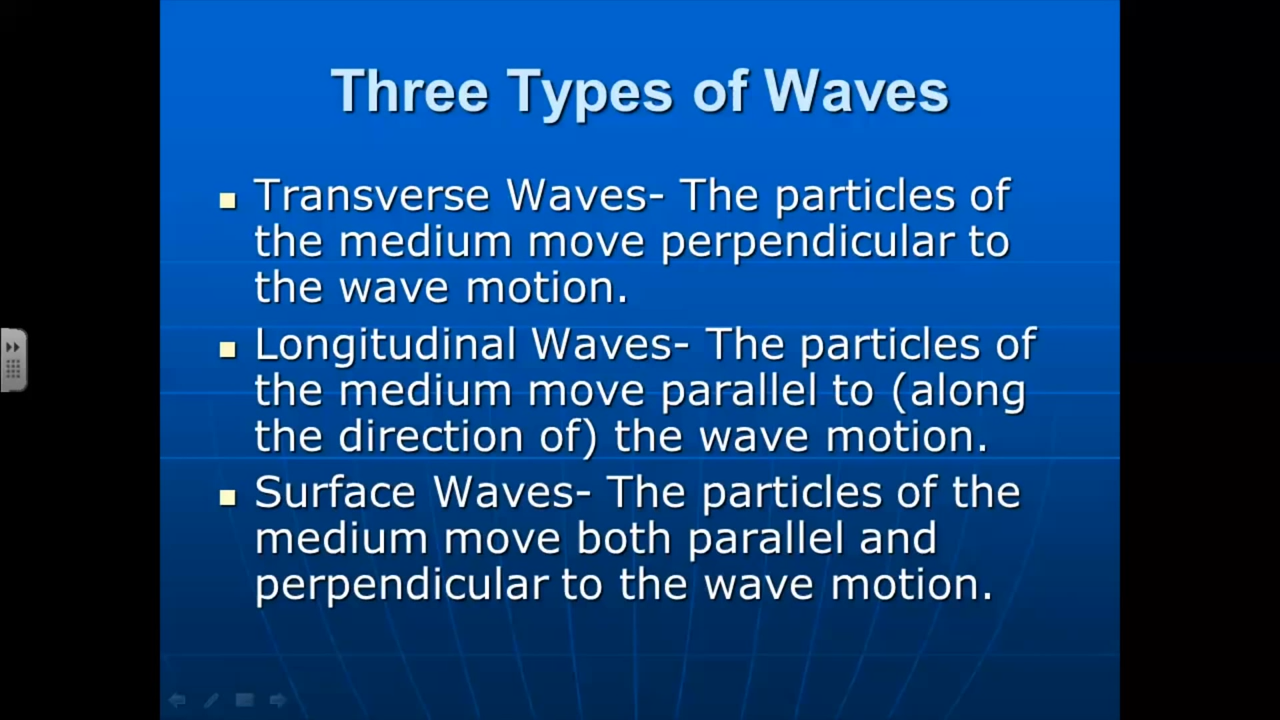 Three Types of Waves
Transverse Waves- The particles of
the medium move perpendicular to
the wave motion.
Longitudinal Waves- The particles of
the medium move parallel to (along
the direction of) the wave motion.
Surface Waves- The particles of the
medium move both parallel and
perpendicular to the wave motion.